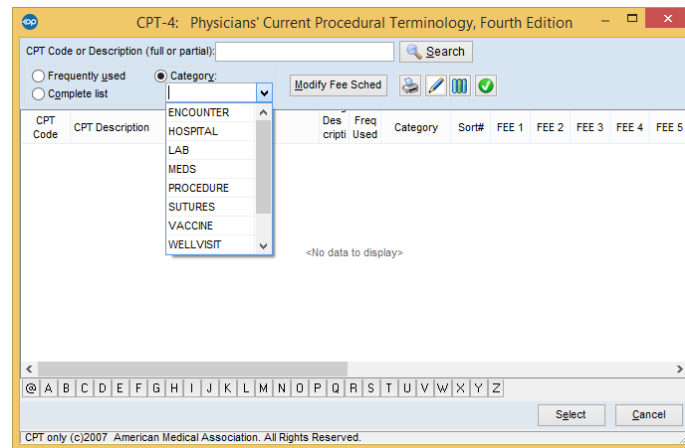 op
CPT-4: Physicians' Current Procedural Terminology, Fourth Edition
CPT Code or Description (full or partial):
Search
Frequently used
Category:
Complete list
Modify Fee Sched
ENCOUNTER
HOSPITAL
LAB
MEDS
PROCEDURE
SUTURES
VACCINE
WELLVISIT
CPT Code CPT Description Des cripti Freq Used Category Sort# FEE 1 FEE 2 FEE 3 FEE 4 FEE 5
<No data to display>
@ A B C D E F G H I J K L M N O P Q R S T U V W X Y Z
Select Cancel
CPT only (c)2007 American Medical Association. All Rights Reserved.